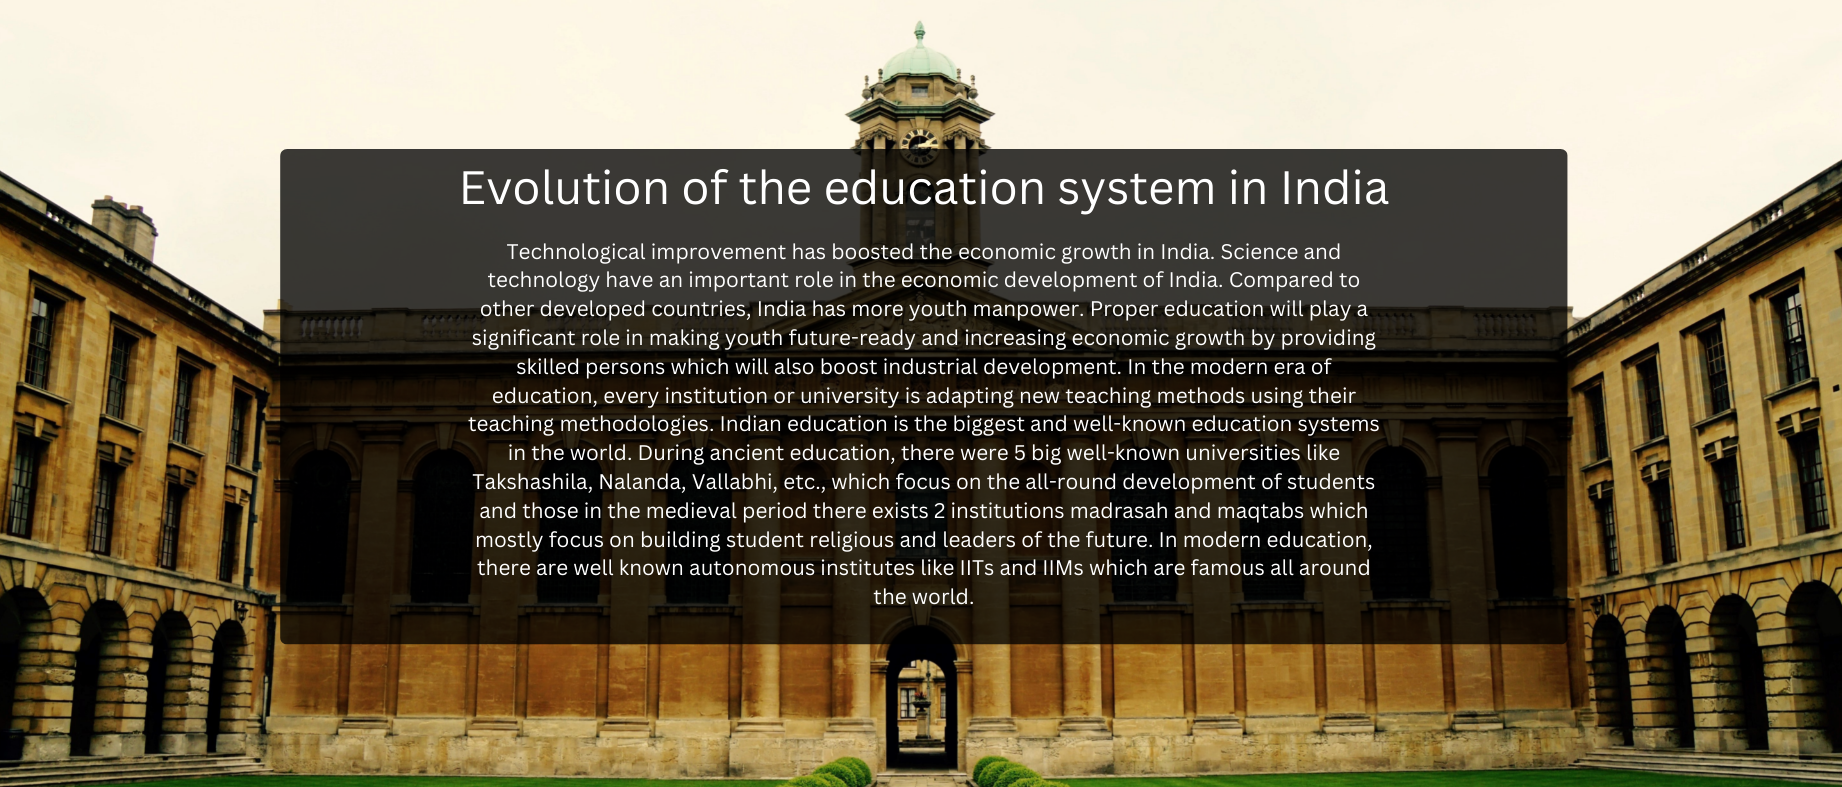 Evolution of the education system in India
Technological improvement has boosted the economic growth in India. Science and
technology have an important role in the economic development of India. Compared to
other developed countries, India has more youth manpower. Proper education will play a
significant role in making youth future-ready and increasing economic growth by providing
skilled persons which will also boost industrial development. In the modern era of
education, every institution or university is adapting new teaching methods using their
teaching methodologies. Indian education is the biggest and well-known education systems
in the world. During ancient education, there were 5 big well-known universities like
Takshashila, Nalanda, Vallabhi, etc., which focus on the all-round development of students
and those in the medieval period there exists 2 institutions madrasah and maqtabs which
mostly focus on building student religious and leaders of the future. In modern education,
there are well known autonomous institutes like IITs and IIMs which are famous all around
the world.